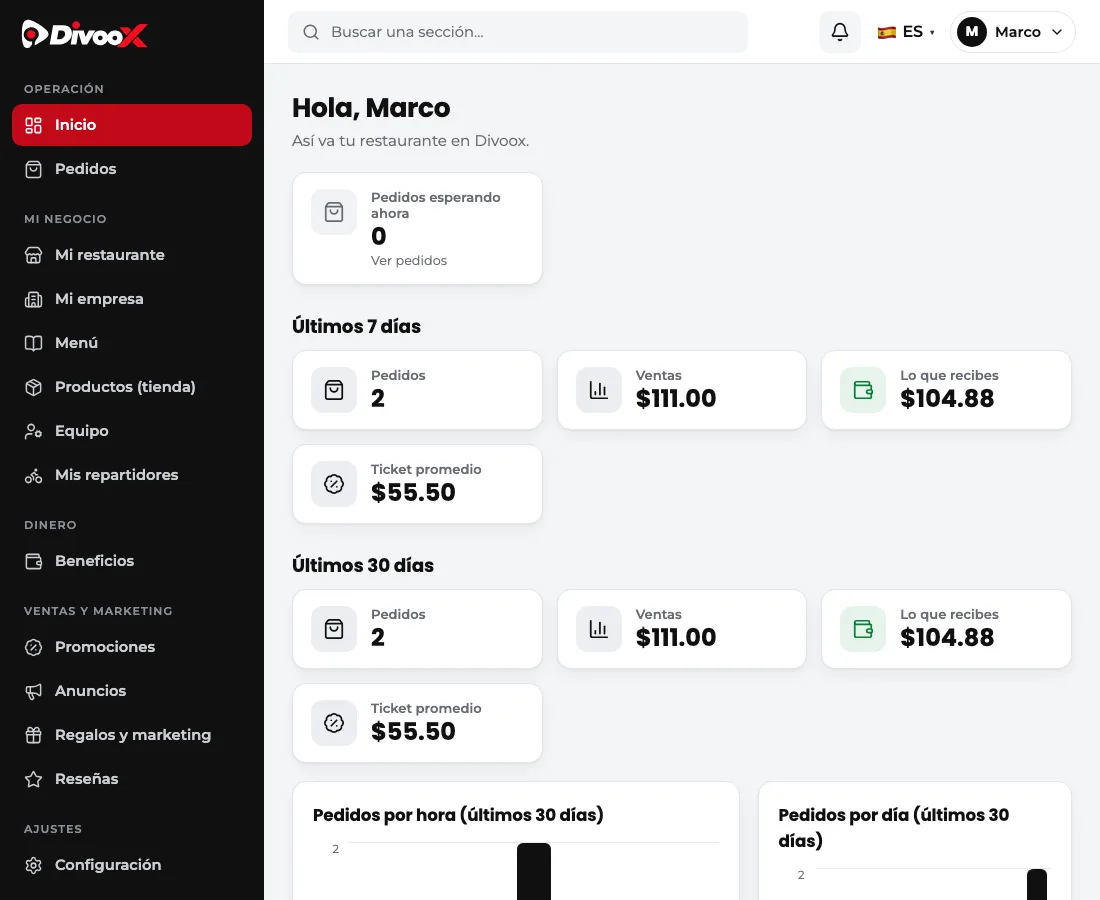 DivooX
OPERACIÓN
Inicio
Pedidos
MI NEGOCIO
Mi restaurante
Mi empresa
Menú
Productos (tienda)
Equipo
Mis repartidores
DINERO
Beneficios
VENTAS Y MARKETING
Promociones
Anuncios
Regalos y marketing
Reseñas
AJUSTES
Configuración
Buscar una sección...
ES
M
Marco
Hola, Marco
Así va tu restaurante en Divoox.
Pedidos esperando
ahora
0
Ver pedidos
Últimos 7 días
Pedidos
2
Ventas
$111.00
Lo que recibes
$104.88
Ticket promedio
$55.50
Últimos 30 días
Pedidos
2
Ventas
$111.00
Lo que recibes
$104.88
Ticket promedio
$55.50
Pedidos por hora (últimos 30 días)
2
Pedidos por día (últimos 30
días)
2